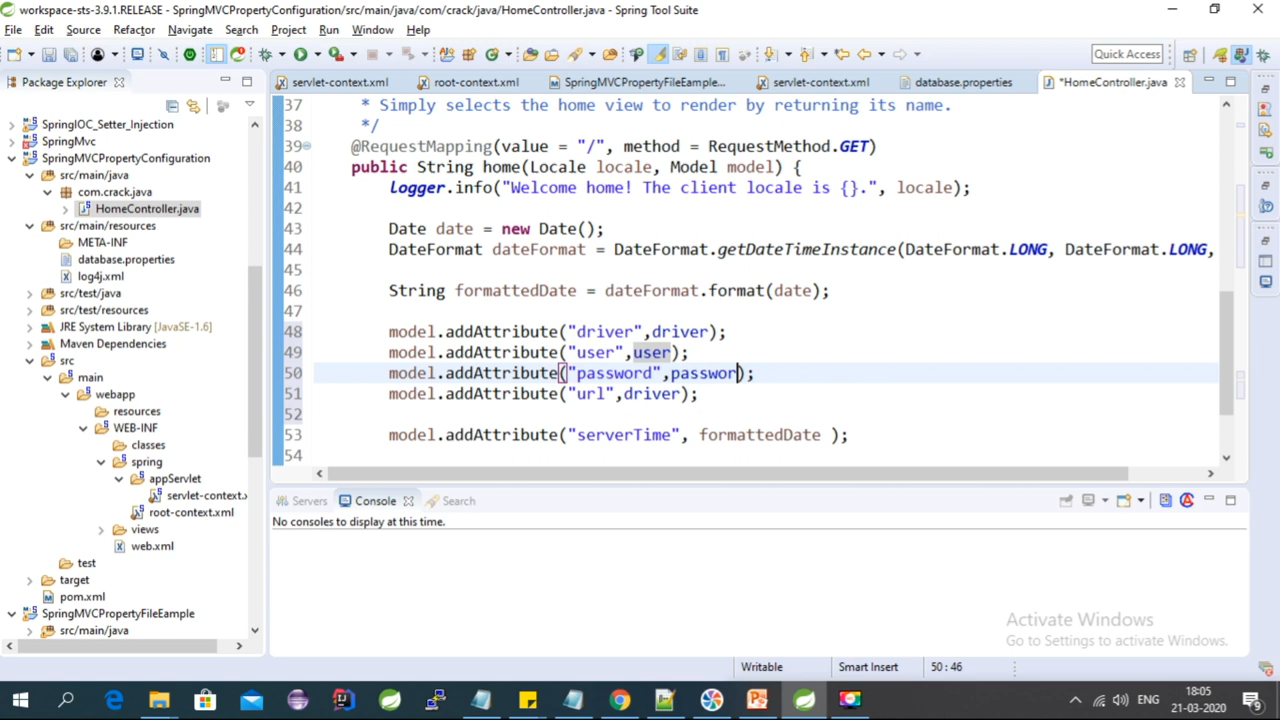 workspace-sts-3.9.1.RELEASE - SpringMVCPropertyConfiguration/src/main/java/com/crack/java/HomeController.java - Spring Tool Suite
File Edit Source Refactor Navigate Search Project Run Window Help
Quick Access
Package Explorer
servlet-context.xml
root-context.xml
SpringMVCPropertyFileEample...
servlet-context.xml
database.properties
*HomeController.java
SpringIOC_Setter_Injection
SpringMvc
SpringMVCPropertyConfiguration
src/main/java
com.crack.java
HomeController.java
src/main/resources
META-INF
database.properties
log4j.xml
src/test/java
src/test/resources
JRE System Library [JavaSE-1.6]
Maven Dependencies
src
main
webapp
resources
WEB-INF
classes
spring
appServlet
servlet-context.x
root-context.xml
views
web.xml
test
target
pom.xml
SpringMVCPropertyFileEample
src/main/java
37 * Simply selects the home view to render by returning its name.
38 */
39 @RequestMapping(value = "/", method = RequestMethod.GET)
40 public String home(Locale locale, Model model) {
41 logger.info("Welcome home! The client locale is {}.", locale);
42
43 Date date = new Date();
44 DateFormat dateFormat = DateFormat.getDateTimeInstance(DateFormat.LONG, DateFormat.LONG,
45
46 String formattedDate = dateFormat.format(date);
47
48 model.addAttribute("driver",driver);
49 model.addAttribute("user",user);
50 model.addAttribute("password",passwor);
51 model.addAttribute("url",driver);
52
53 model.addAttribute("serverTime", formattedDate );
54
Servers Console Search
No consoles to display at this time.
Activate Windows
Go to Settings to activate Windows.
Writable Smart Insert 50 : 46
ENG
18:05
21-03-2020
9